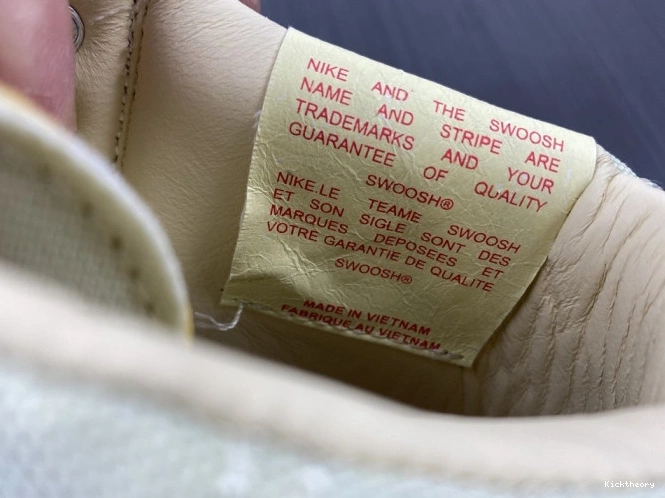 NIKE AND THE SWOOSH
NAME AND STRIPE ARE
TRADEMARKS AND YOUR
GUARANTEE OF QUALITY
SWOOSH®
NIKE.LE TEAME SWOOSH
ET SON SIGLE SONT DES
MARQUES DEPOSEES ET
VOTRE GARANTIE DE QUALITE
SWOOSH®
MADE IN VIETNAM
FABRIQUE AU VIETNAM
Kicktheory